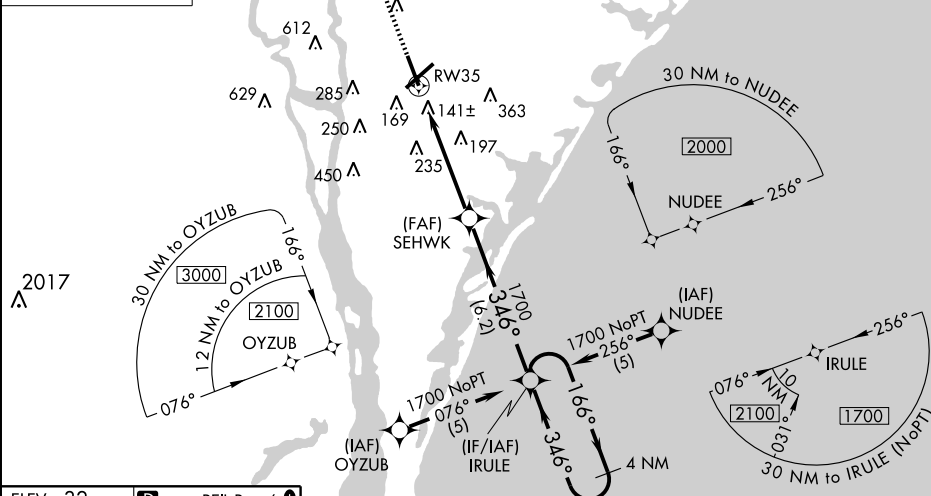 612
RW35
30 NM to NUDEE
629
285
169
141±
363
250
197
235
450
166°
2000
NUDEE
256°
(FAF)
SEHWK
30 NM to OYZUB
3000
166°
12 NM to OYZUB
2100
OYZUB
076°
2017
1700
346°
(6.2)
(IAF)
NUDEE
1700 NoPT
256°
(5)
1700 NoPT
076°
(5)
(IAF)
OYZUB
(IF/IAF)
IRULE
166°
346°
4 NM
256°
IRULE
076°
10
NM
2100
031°
1700
30 NM to IRULE (NoPT)
ELEV
D